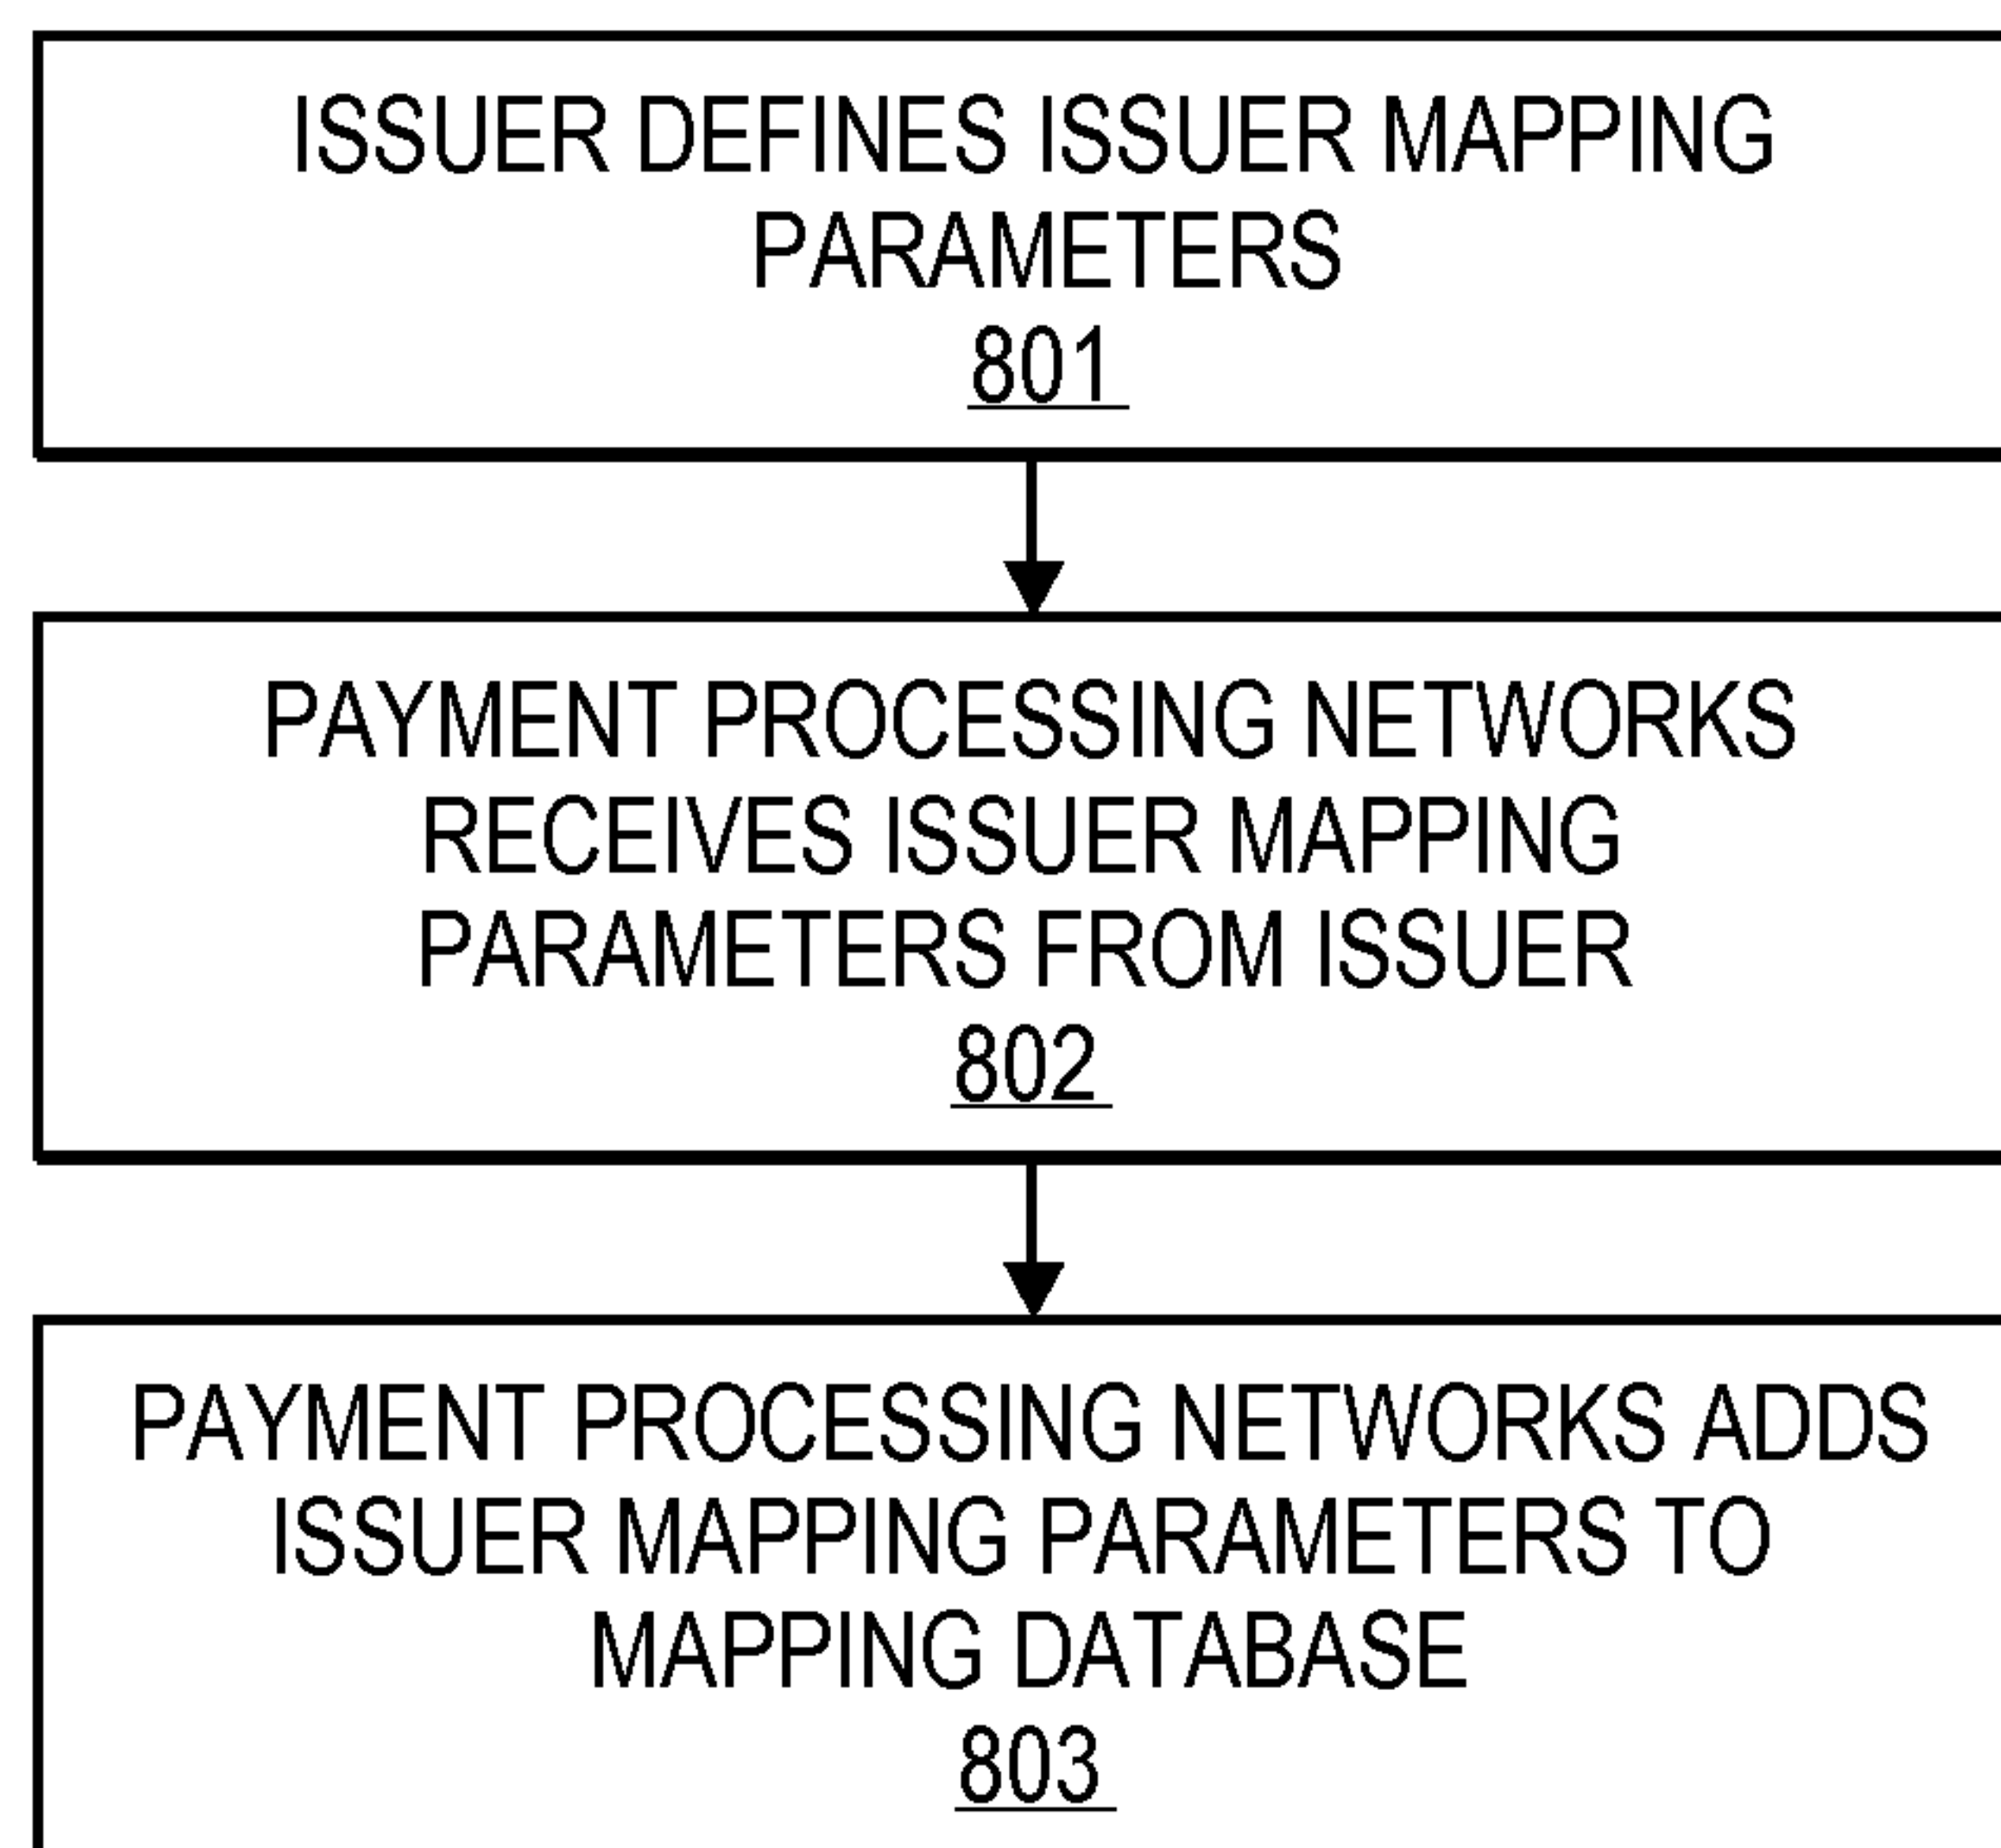 ISSUER DEFINES ISSUER MAPPING
PARAMETERS
801
PAYMENT PROCESSING NETWORKS
RECEIVES ISSUER MAPPING
PARAMETERS FROM ISSUER
802
PAYMENT PROCESSING NETWORKS ADDS
ISSUER MAPPING PARAMETERS TO
MAPPING DATABASE
803